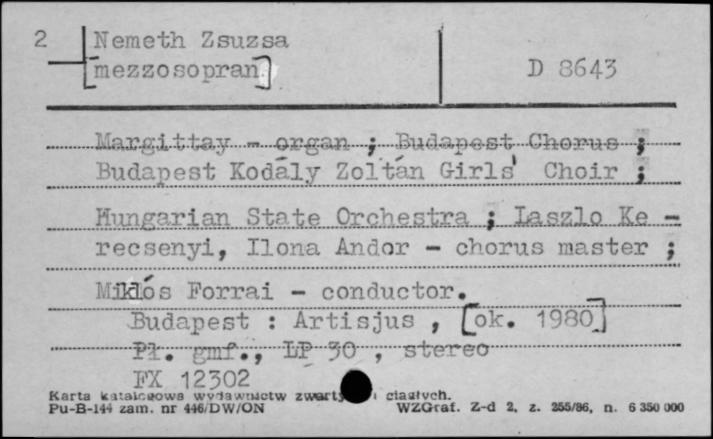 2 Nemeth Zsuzsa
[mezzosopran] D 8643
Margittay - organ ; Budapest Chorus ;
Budapest Kodály Zoltán Girls' Choir ;
Hungarian State Orchestra ; Laszlo Ke -
recsenyi, Ilona Andor - chorus master ;
Miklós Forrai - conductor.
Budapest : Artisjus , [ok. 1980]
Pł. gmf., LP 30 , stereo
FX 12302
Karta katalogowa wydawnictw i ciągłych.
Pu-B-144 zam. nr 446/DW/ON WZGraf. Z-d 2, z. 255/86, n. 6 350 000